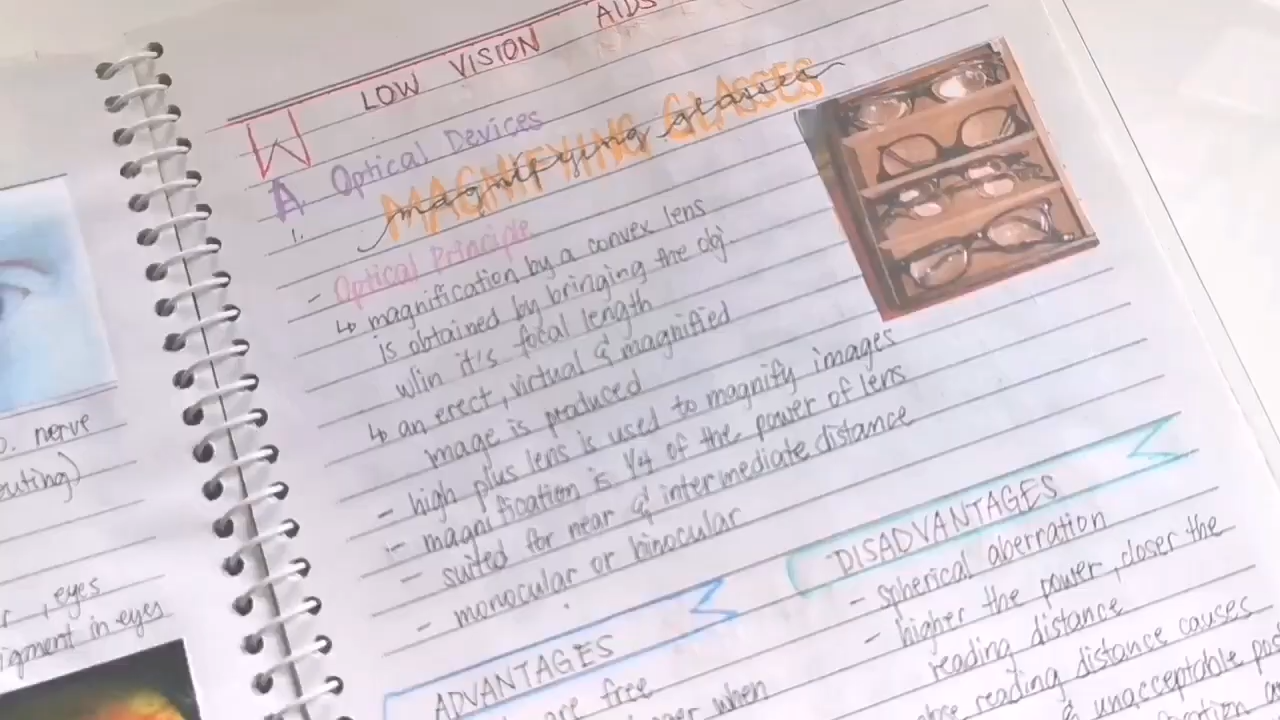 LOW VISION AIDS
A Optical Devices
MAGNIFYING GLASSES
magnifying glasses
1.
- Optical Principle
↳ magnification by a convex lens
is obtained by bringing the obj.
w/in it's focal length
↳ an erect, virtual & magnified
image is produced
- high plus lens is used to magnify images
- magnification is 1/4 of the power of lens
- suited for near & intermediate distance
- monocular or binocular
ADVANTAGES
are free
when
DISADVANTAGES
- spherical aberration
- higher the power, closer the
reading distance
reading distance causes
& unacceptable
nerve
, eyes
in eyes